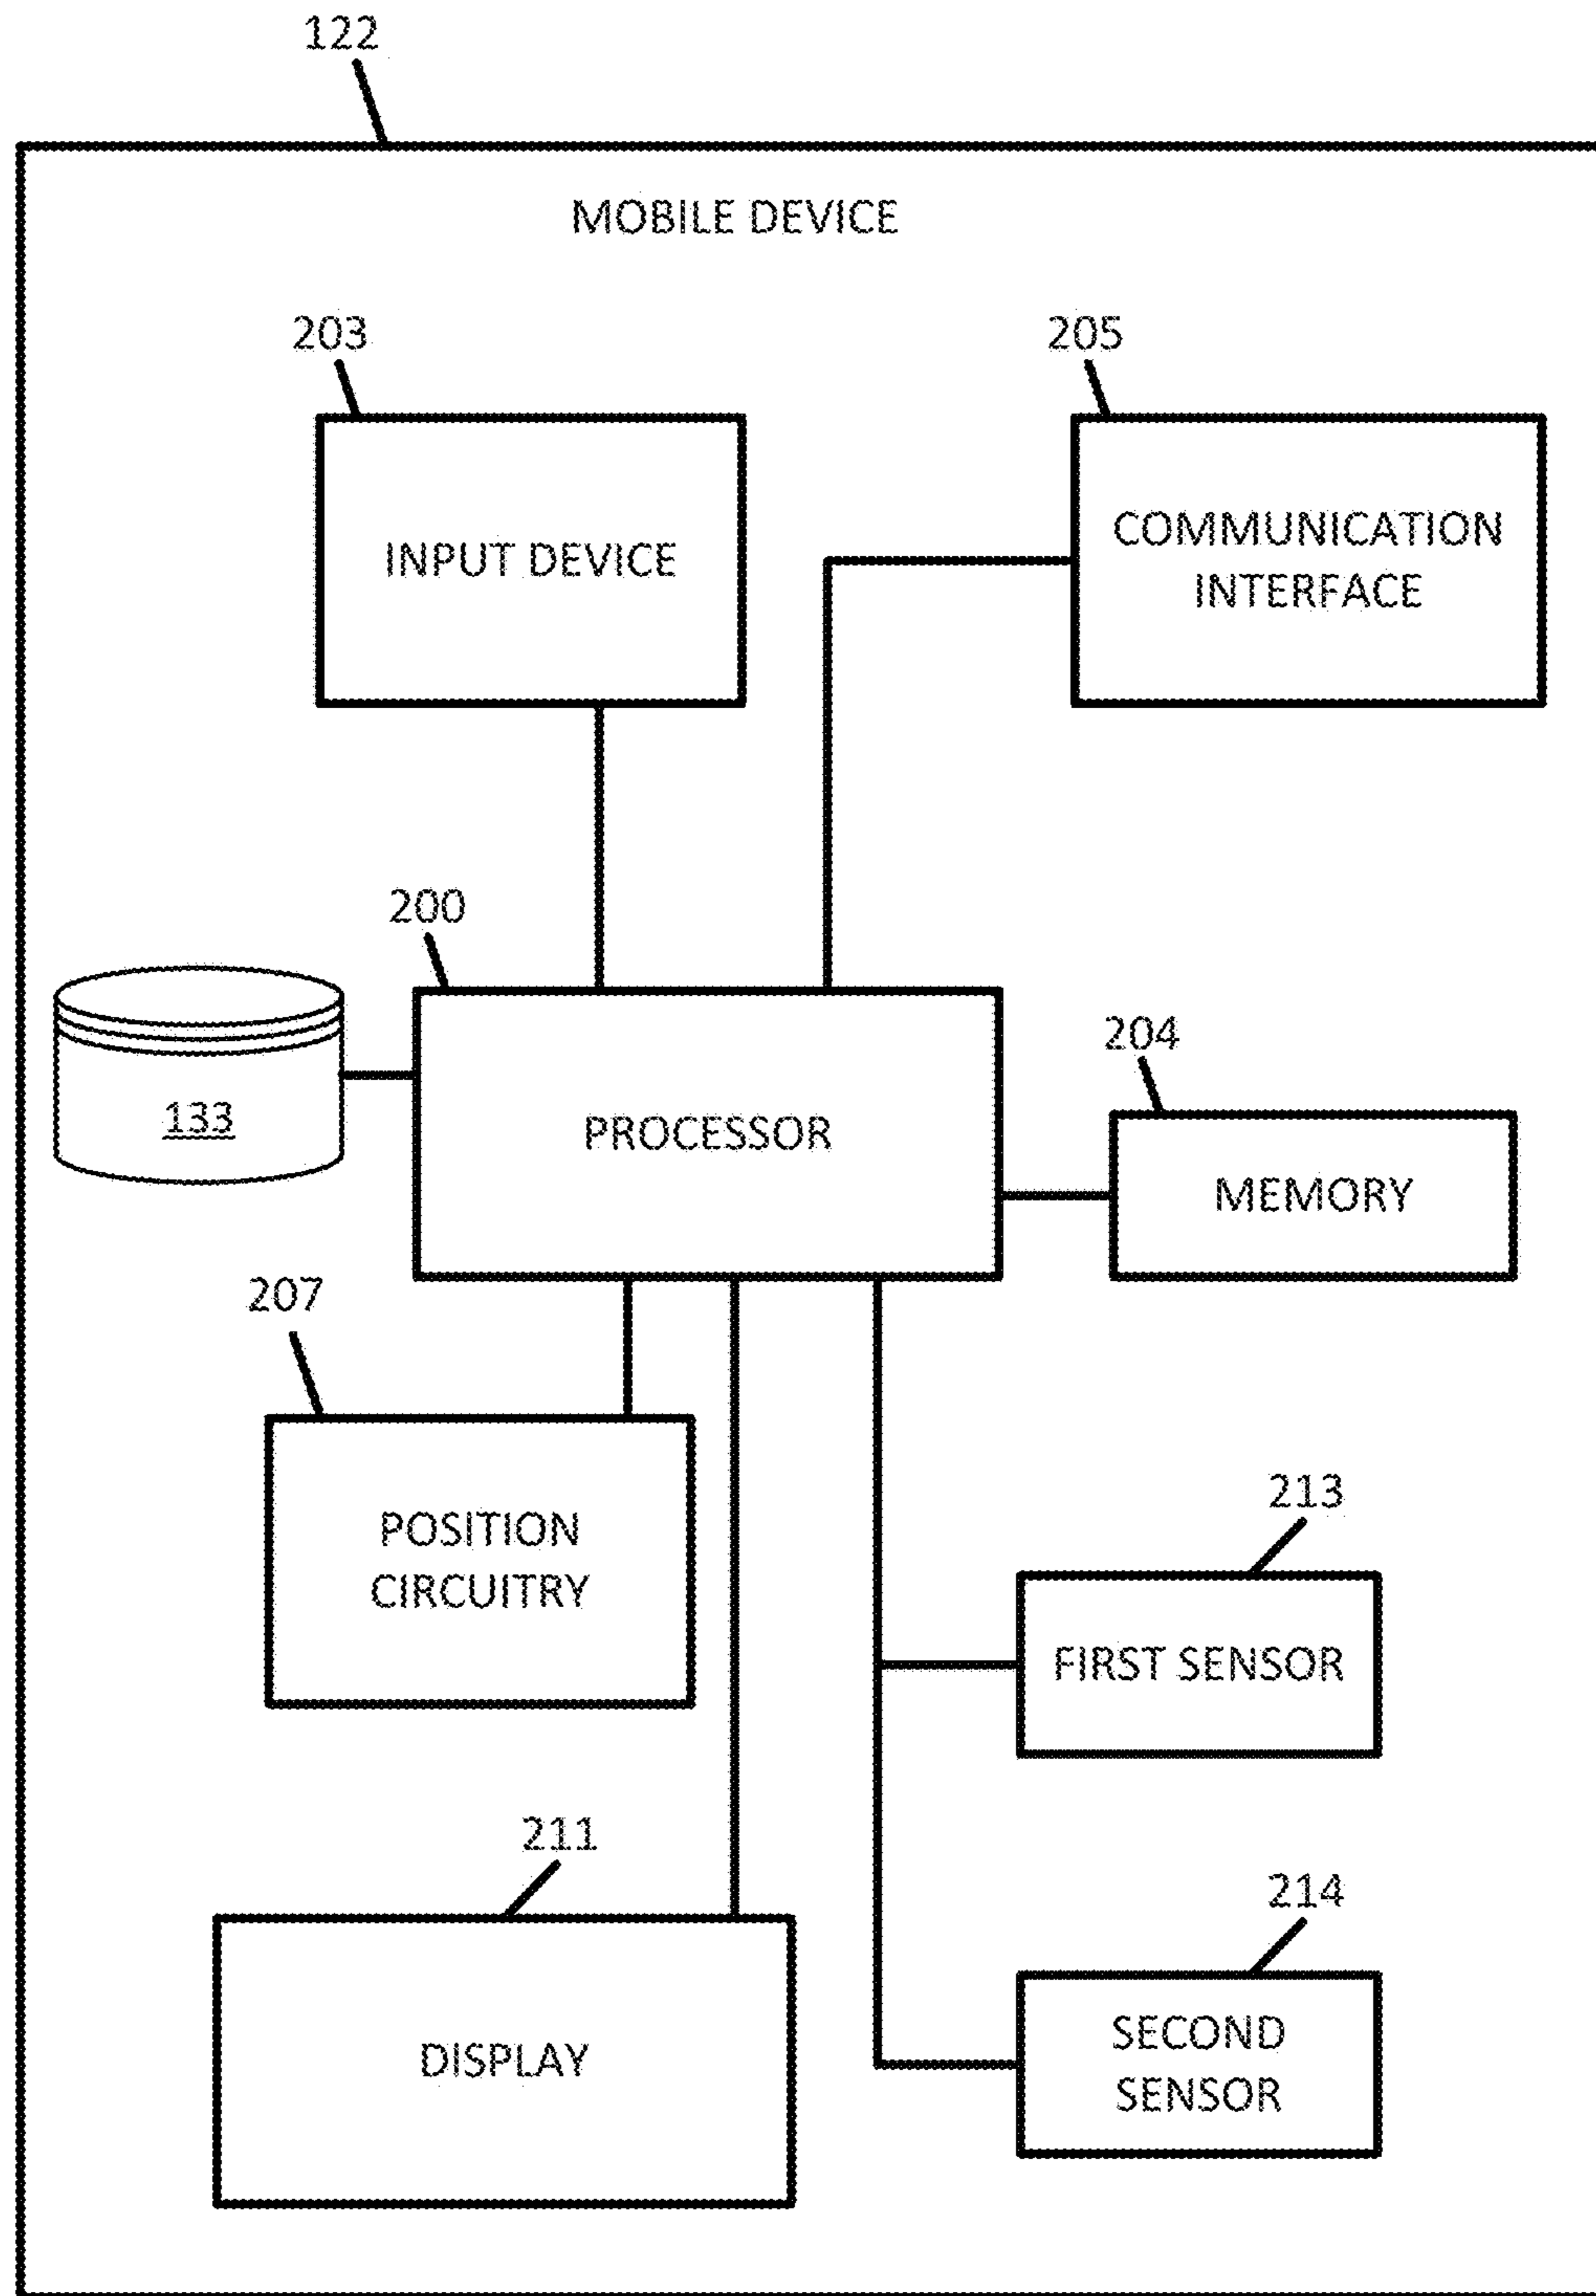 122
MOBILE DEVICE
203
205
INPUT DEVICE
COMMUNICATION
INTERFACE
200
133
PROCESSOR
204
MEMORY
207
POSITION
CIRCUITRY
213
FIRST SENSOR
211
DISPLAY
214
SECOND
SENSOR